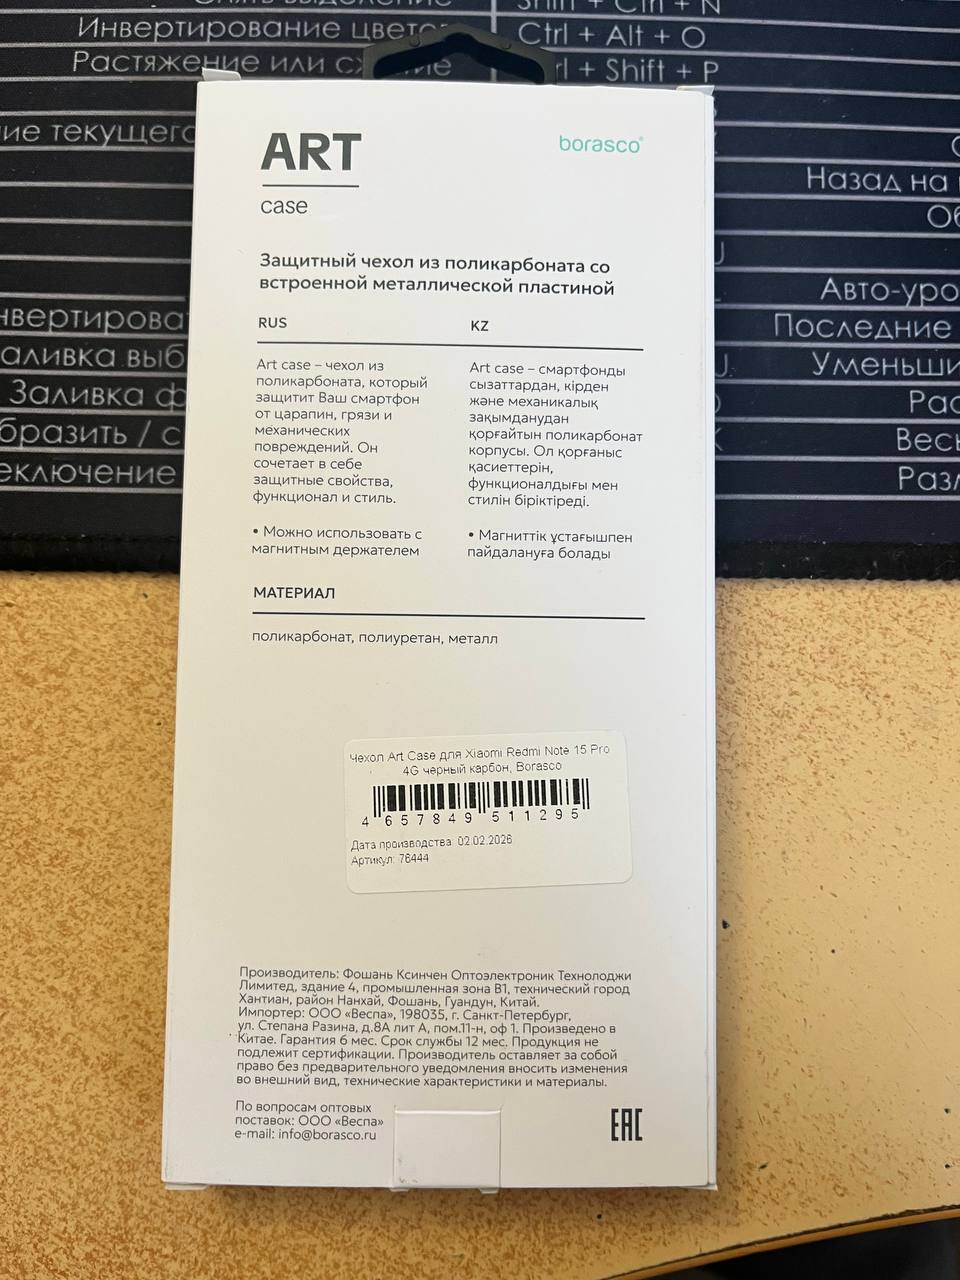 Shift + Ctrl + N
Инвертирование
Ctrl + Alt + O
Растяжение или
+ Shift + P
текущего
Назад на
Авто-уро
Последние
Заливка
Весь
ART
borasco
case
Защитный чехол из поликарбоната со
встроенной металлической пластиной
RUS
Art case – чехол из
поликарбоната, который
защитит Ваш смартфон
от царапин, грязи и
механических
повреждений. Он
сочетает в себе
защитные свойства,
функционал и стиль.
• Можно использовать с
магнитным держателем
KZ
Art case – смартфонды
сызаттардан, кірден
және механикалық
зақымданудан
қорғайтын поликарбонат
корпусы. Ол қорғаныс
қасиеттерін,
функционалдығы мен
стилін біріктіреді.
• Магниттік ұстағышпен
пайдалануға болады
МАТЕРИАЛ
поликарбонат, полиуретан, металл
Чехол Art Case для Xiaomi Redmi Note 15 Pro
4G черный карбон, Borasco
4 657849 511295
Дата производства: 02.02.2026
Артикул: 76444
Производитель: Фошань Ксинчен Оптоэлектроник Технолоджи
Лимитед, здание 4, промышленная зона B1, технический город
Хантиан, район Нанхай, Фошань, Гуандун, Китай.
Импортер: ООО «Веспа», 198035, г. Санкт-Петербург,
ул. Степана Разина, д.8А лит А, пом.11-н, оф 1. Произведено в
Китае. Гарантия 6 мес. Срок службы 12 мес. Продукция не
подлежит сертификации. Производитель оставляет за собой
право без предварительного уведомления вносить изменения
во внешний вид, технические характеристики и материалы.
По вопросам оптовых
поставок: ООО «Веспа»
e-mail: info@borasco.ru
EAC